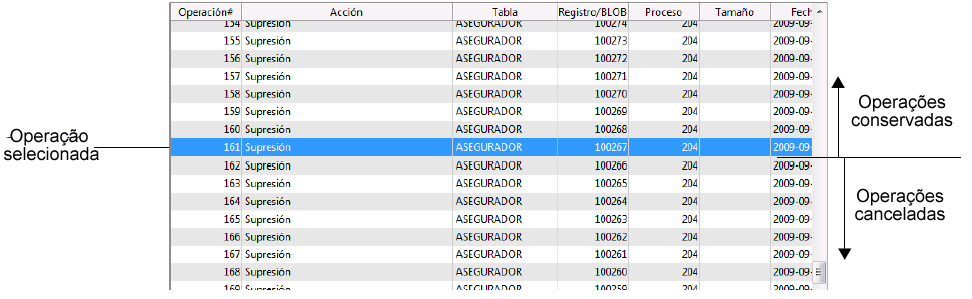 Operación# Acción Tabla Registro/BLOB Proceso Tamaño Fech
154 Supresión ASEGURADOR 100274 204 2009-09-
155 Supresión ASEGURADOR 100273 204 2009-09-
156 Supresión ASEGURADOR 100272 204 2009-09-
157 Supresión ASEGURADOR 100271 204 2009-09-
158 Supresión ASEGURADOR 100270 204 2009-09-
159 Supresión ASEGURADOR 100269 204 2009-09-
160 Supresión ASEGURADOR 100268 204 2009-09-
161 Supresión ASEGURADOR 100267 204 2009-09-
162 Supresión ASEGURADOR 100266 204 2009-09-
163 Supresión ASEGURADOR 100265 204 2009-09-
164 Supresión ASEGURADOR 100264 204 2009-09-
165 Supresión ASEGURADOR 100263 204 2009-09-
166 Supresión ASEGURADOR 100262 204 2009-09-
167 Supresión ASEGURADOR 100261 204 2009-09-
168 Supresión ASEGURADOR 100260 204 2009-09-
169 Supresión ASEGURADOR 100259 204 2009-09-
Operação
selecionada
Operações
conservadas
Operações
canceladas